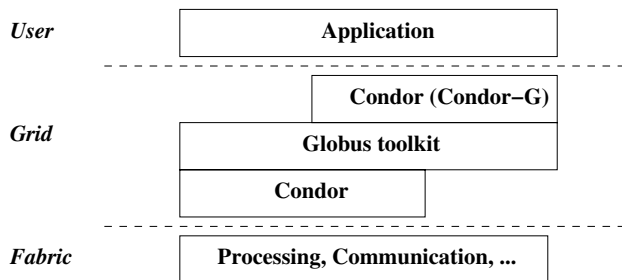 User
Application
Condor (Condor−G)
Grid
Globus toolkit
Condor
Fabric
Processing, Communication, ...